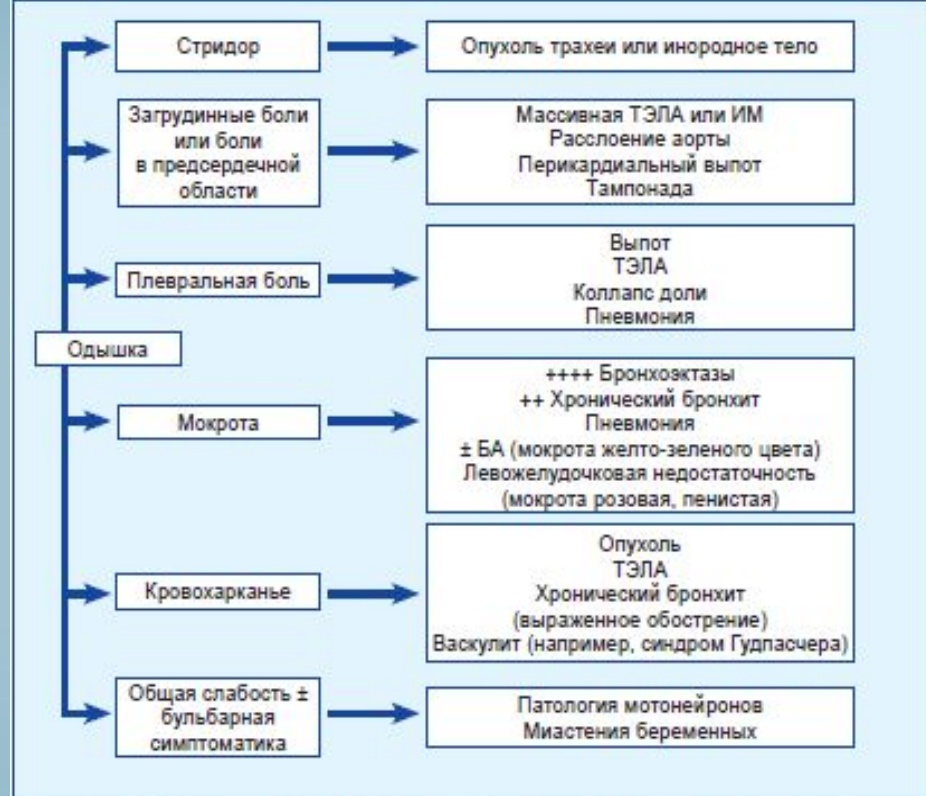 Стридор
Опухоль трахеи или инородное тело
Загрудинные боли
или боли
в предсердечной
области
Массивная ТЭЛА или ИМ
Расслоение аорты
Перикардиальный выпот
Тампонада
Плевральная боль
Выпот
ТЭЛА
Коллапс доли
Пневмония
Одышка
Мокрота
++++ Бронхоэктазы
++ Хронический бронхит
Пневмония
± БА (мокрота желто-зеленого цвета)
Левожелудочковая недостаточность
(мокрота розовая, пенистая)
Кровохарканье
Опухоль
ТЭЛА
Хронический бронхит
(выраженное обострение)
Васкулит (например, синдром Гудпасчера)
Общая слабость ±
бульбарная
симптоматика
Патология мотонейронов
Миастения беременных